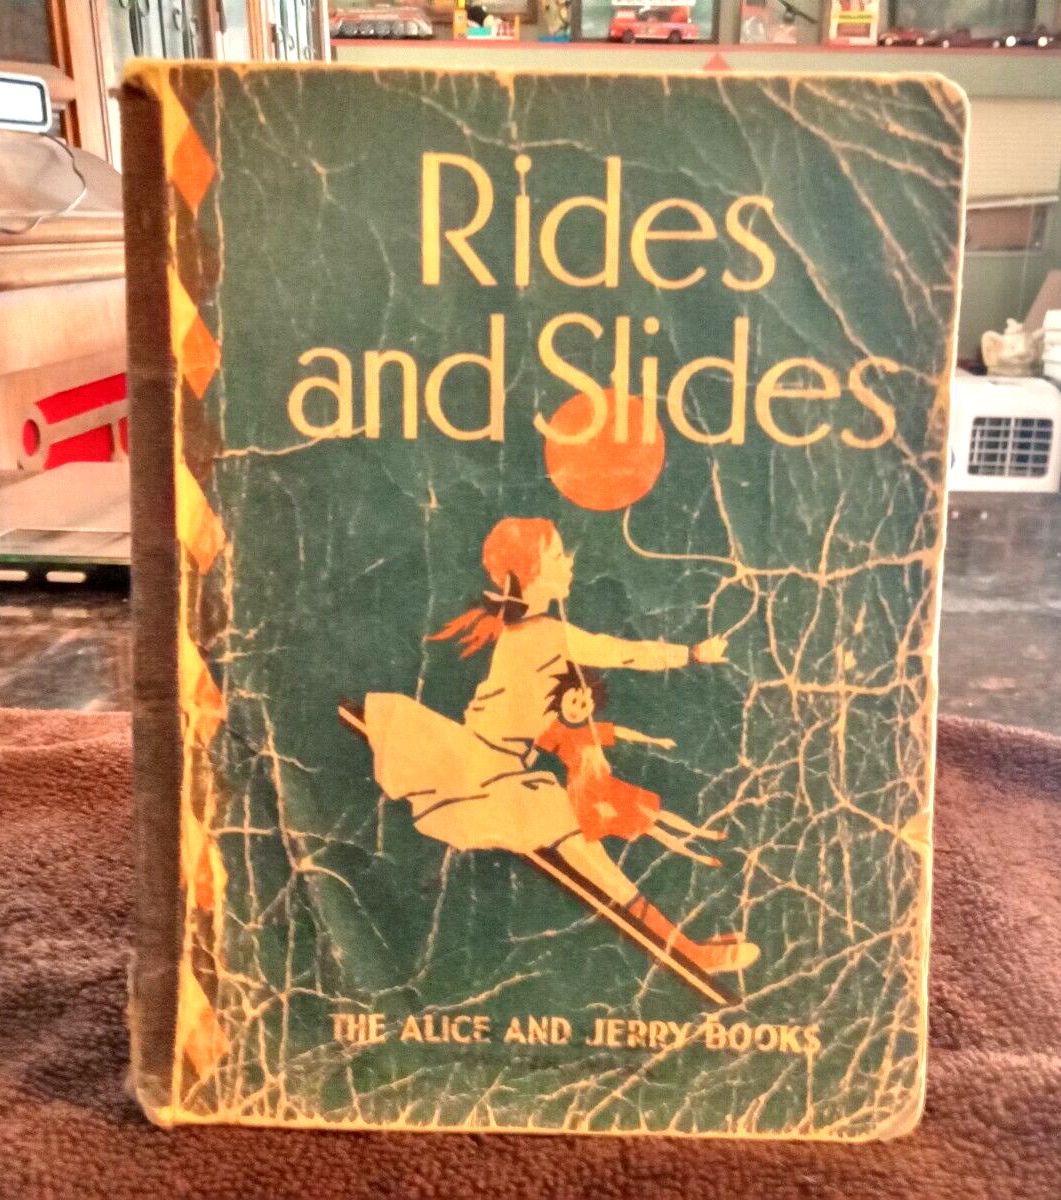 Rides
and Slides
THE ALICE AND JERRY BOOKS